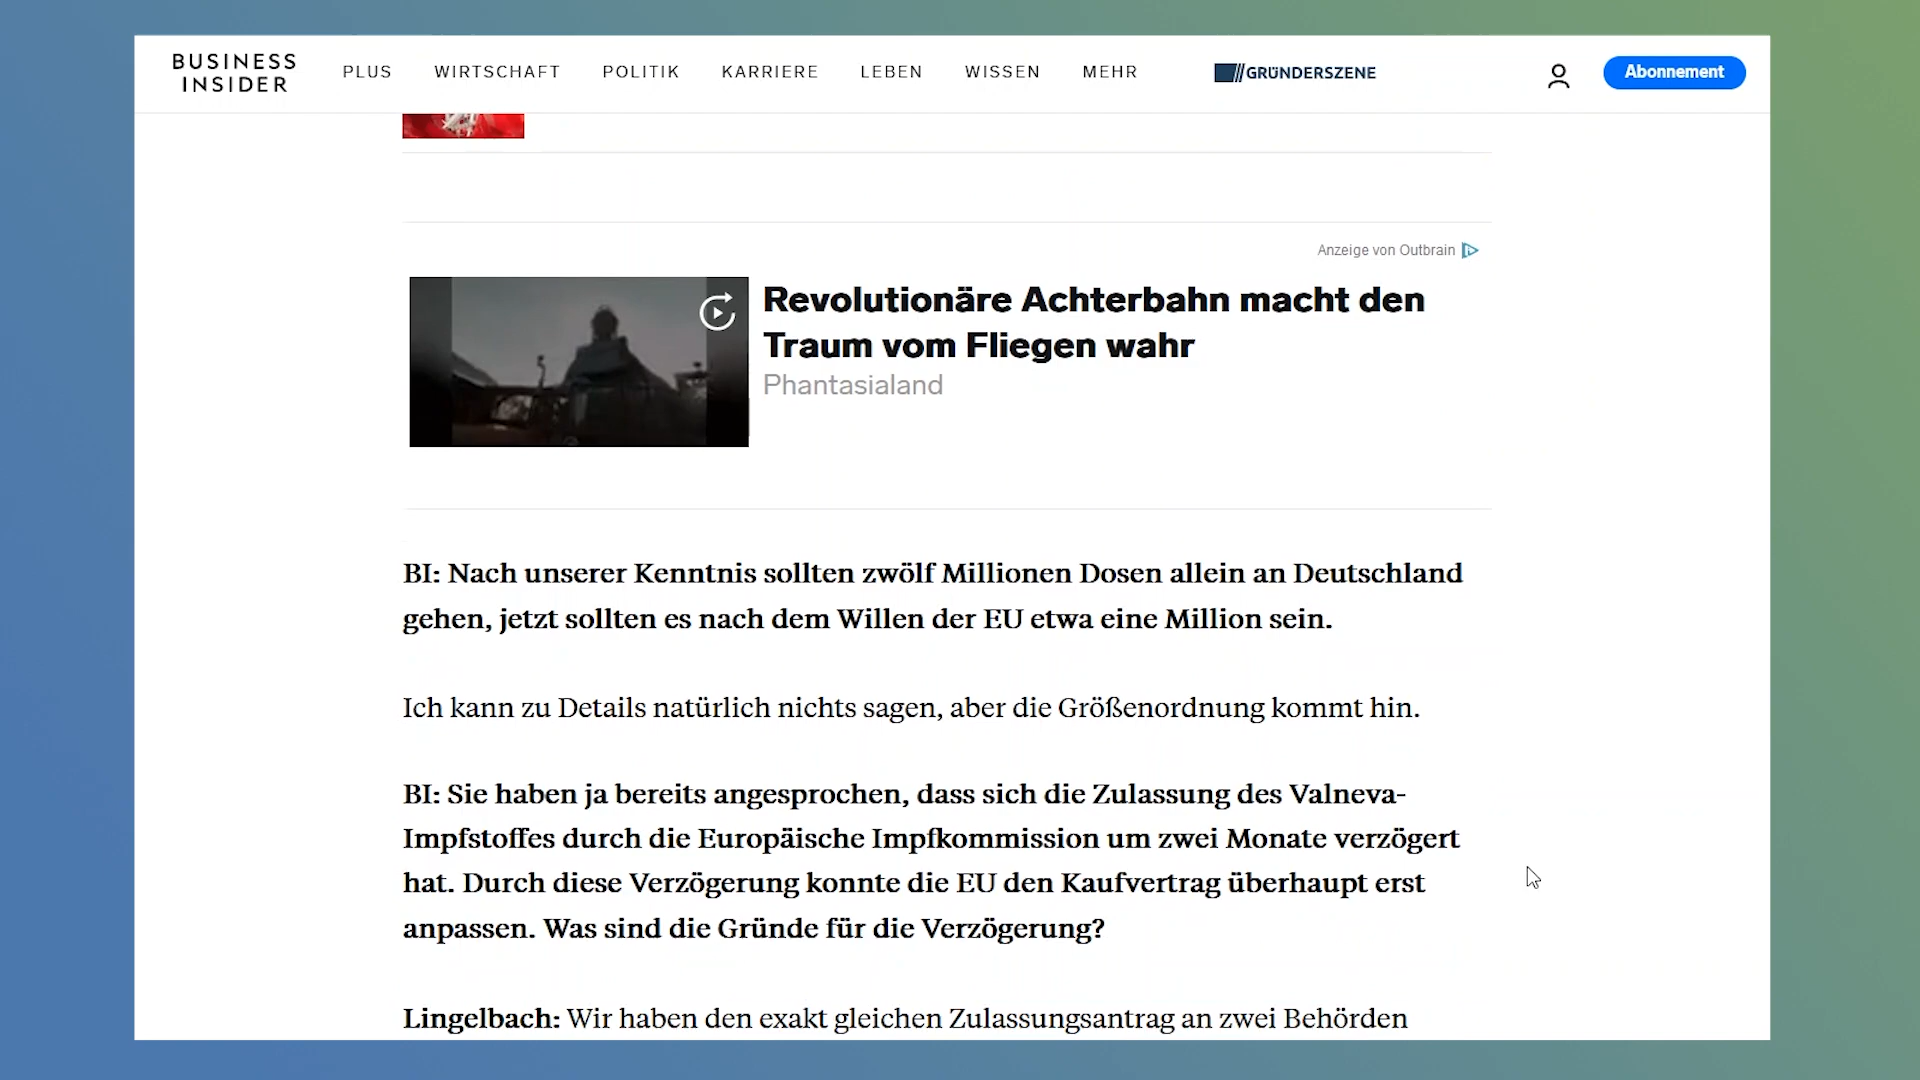 BUSINESS
INSIDER
PLUS WIRTSCHAFT POLITIK KARRIERE LEBEN WISSEN MEHR GRÜNDERSZENE Abonnement
Anzeige von Outbrain
Revolutionäre Achterbahn macht den
Traum vom Fliegen wahr
Phantasialand
BI: Nach unserer Kenntnis sollten zwölf Millionen Dosen allein an Deutschland
gehen, jetzt sollten es nach dem Willen der EU etwa eine Million sein.
Ich kann zu Details natürlich nichts sagen, aber die Größenordnung kommt hin.
BI: Sie haben ja bereits angesprochen, dass sich die Zulassung des Valneva-
Impfstoffes durch die Europäische Impfkommission um zwei Monate verzögert
hat. Durch diese Verzögerung konnte die EU den Kaufvertrag überhaupt erst
anpassen. Was sind die Gründe für die Verzögerung?
Lingelbach: Wir haben den exakt gleichen Zulassungsantrag an zwei Behörden